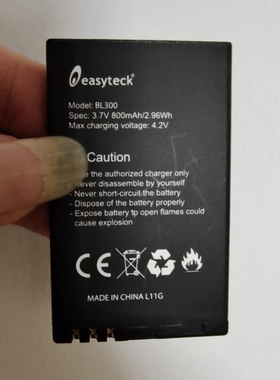 easyteck
Model: BL300
Spec: 3.7V 800mAh/2.96Wh
Max charging voltage: 4.2V
Caution
se the authorized charger only
Never disassemble by yourself
Never short-circuit the battery
Dispose of the battery properly
Expose battery to open flames could
cause explosion
CE
MADE IN CHINA L11G